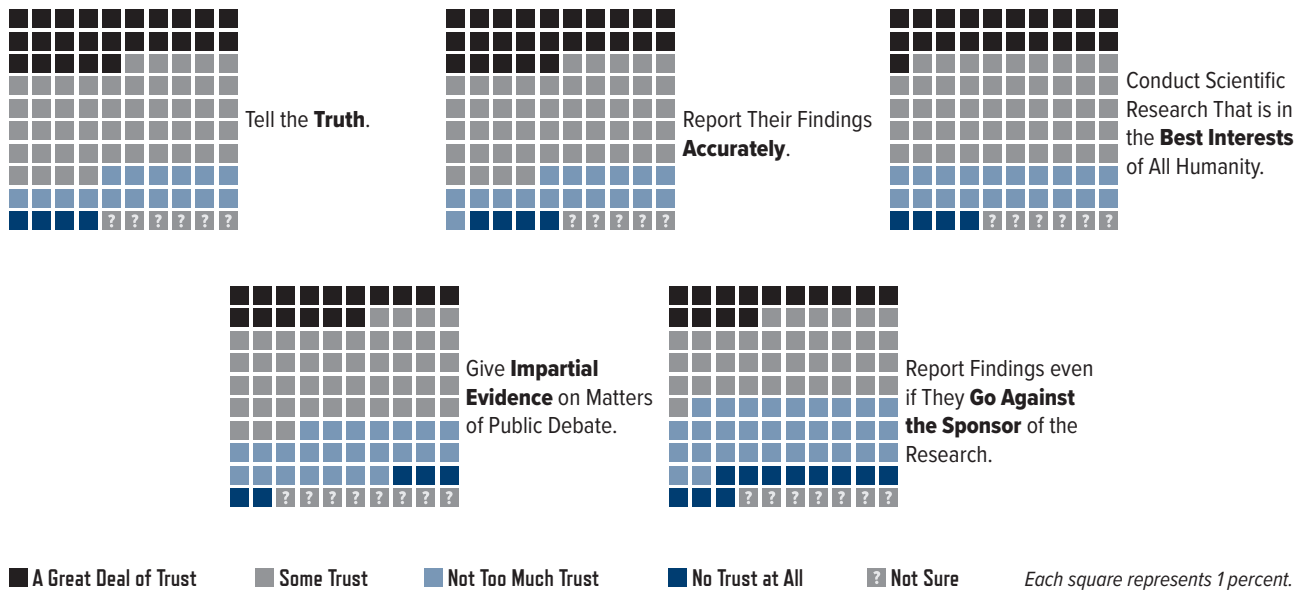 Tell the Truth.
Report Their Findings
Accurately.
Conduct Scientific
Research That is in
the Best Interests
of All Humanity.
? ? ? ? ? ?
? ? ? ? ?
? ? ? ? ? ?
Give Impartial
Evidence on Matters
of Public Debate.
Report Findings even
if They Go Against
the Sponsor of the
Research.
? ? ? ? ? ? ? ?
? ? ? ? ? ? ?
A Great Deal of Trust
Some Trust
Not Too Much Trust
No Trust at All
? Not Sure
Each square represents 1 percent.